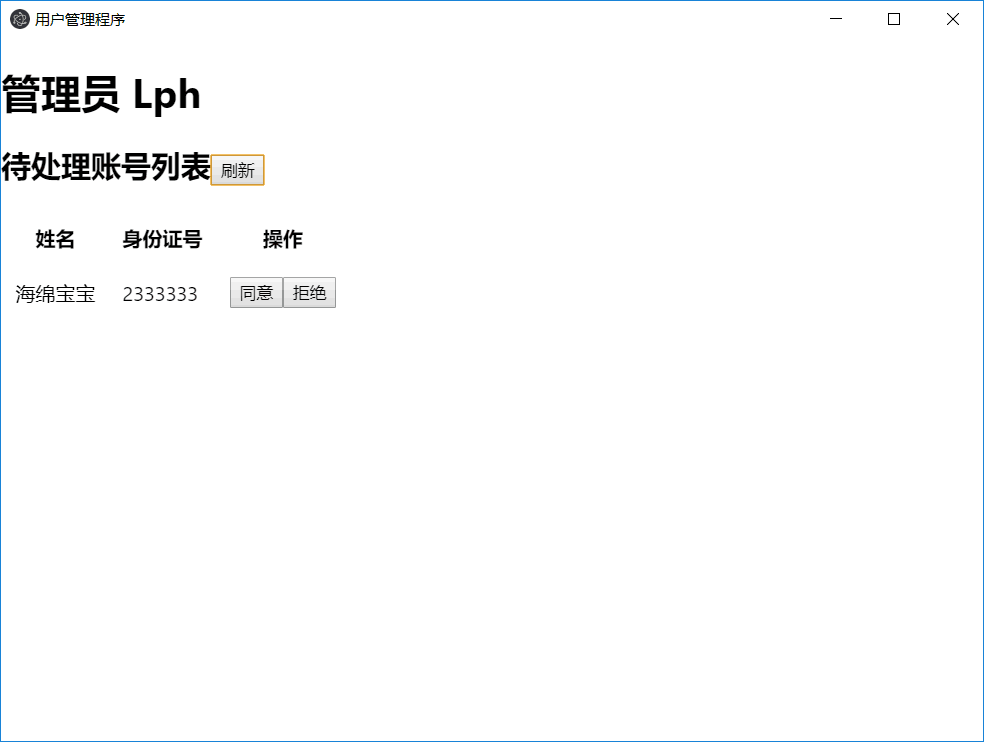 用户管理程序
管理员 Lph
待处理账号列表 刷新
姓名 身份证号 操作
海绵宝宝 2333333 同意 拒绝